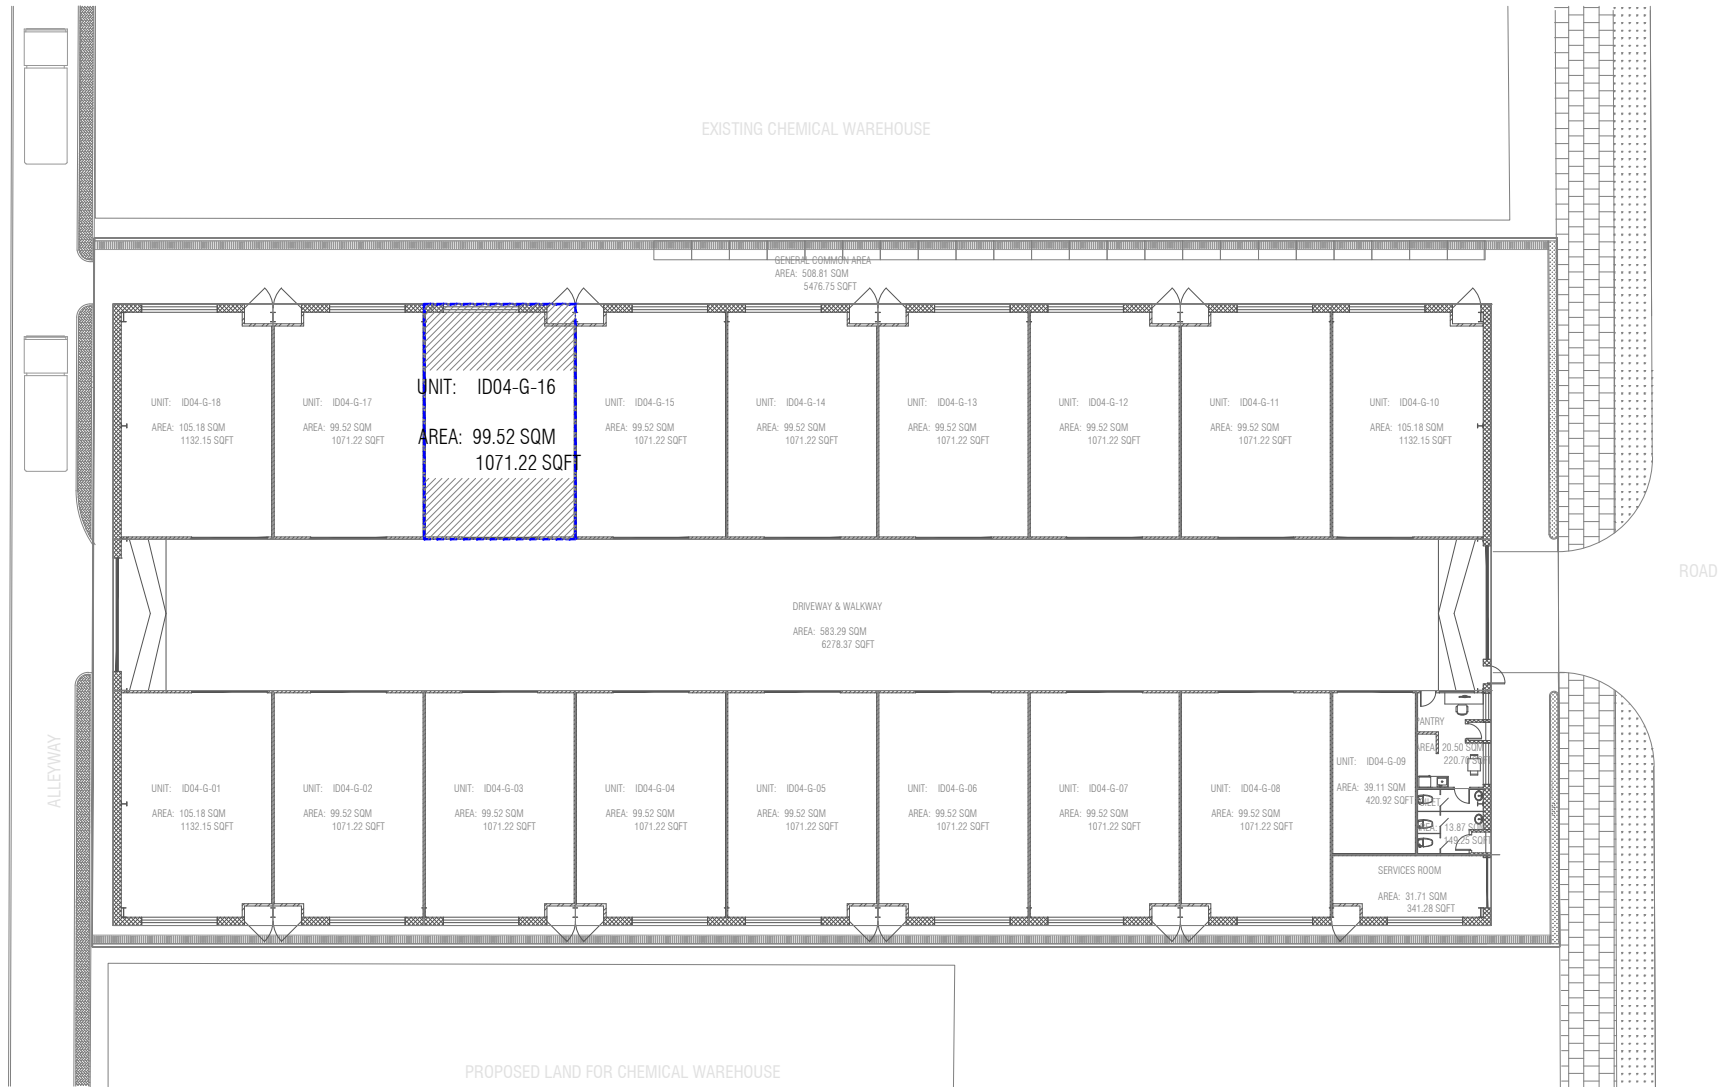 EXISTING CHEMICAL WAREHOUSE
GENERAL COMMON AREA
AREA: 508.81 SQM
5476.75 SQFT
UNIT: ID04-G-18
AREA: 105.18 SQM
1132.15 SQFT
UNIT: ID04-G-17
AREA: 99.52 SQM
1071.22 SQFT
UNIT: ID04-G-16
AREA: 99.52 SQM
1071.22 SQFT
UNIT: ID04-G-15
AREA: 99.52 SQM
1071.22 SQFT
UNIT: ID04-G-14
AREA: 99.52 SQM
1071.22 SQFT
UNIT: ID04-G-13
AREA: 99.52 SQM
1071.22 SQFT
UNIT: ID04-G-12
AREA: 99.52 SQM
1071.22 SQFT
UNIT: ID04-G-11
AREA: 99.52 SQM
1071.22 SQFT
UNIT: ID04-G-10
AREA: 105.18 SQM
1132.15 SQFT
ROAD
DRIVEWAY & WALKWAY
AREA: 583.29 SQM
6278.37 SQFT
ALLEYWAY
UNIT: ID04-G-01
AREA: 105.18 SQM
1132.15 SQFT
UNIT: ID04-G-02
AREA: 99.52 SQM
1071.22 SQFT
UNIT: ID04-G-03
AREA: 99.52 SQM
1071.22 SQFT
UNIT: ID04-G-04
AREA: 99.52 SQM
1071.22 SQFT
UNIT: ID04-G-05
AREA: 99.52 SQM
1071.22 SQFT
UNIT: ID04-G-06
AREA: 99.52 SQM
1071.22 SQFT
UNIT: ID04-G-07
AREA: 99.52 SQM
1071.22 SQFT
UNIT: ID04-G-08
AREA: 99.52 SQM
1071.22 SQFT
UNIT: ID04-G-09
AREA: 39.11 SQM
420.92 SQFT
PANTRY
AREA: 20.50 SQM
220.70 SQFT
TOILET
AREA: 13.87 SQM
149.25 SQFT
SERVICES ROOM
AREA: 31.71 SQM
341.28 SQFT
PROPOSED LAND FOR CHEMICAL WAREHOUSE